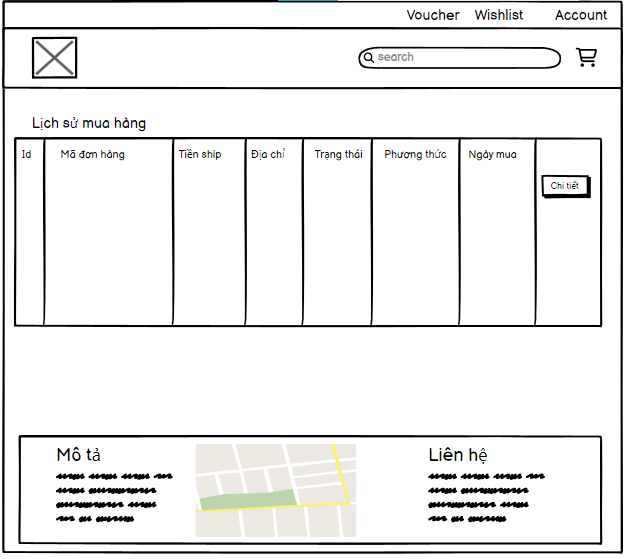 Voucher Wishlist Account
search
Lịch sử mua hàng
Id Mã đơn hàng Tiền ship Địa chỉ Trạng thái Phương thức Ngày mua
Chi tiết
Mô tả Liên hệ